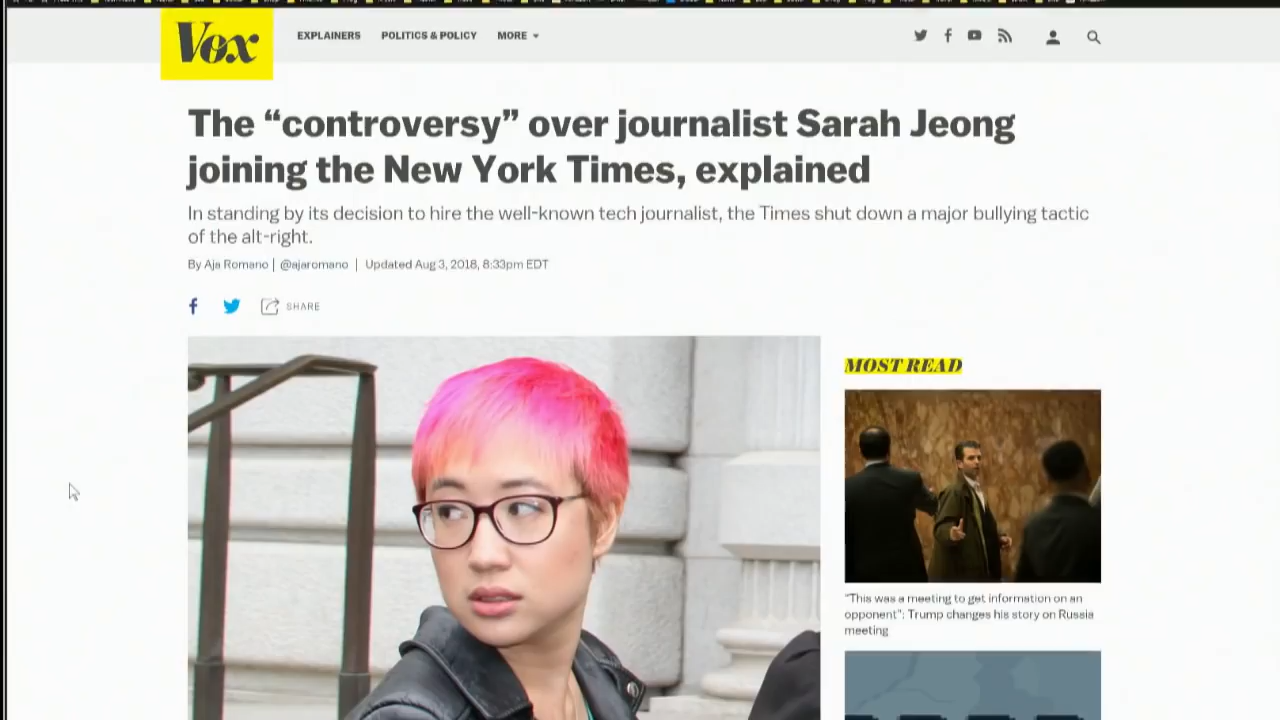 Vox
EXPLAINERS POLITICS & POLICY MORE
The “controversy” over journalist Sarah Jeong
joining the New York Times, explained
In standing by its decision to hire the well-known tech journalist, the Times shut down a major bullying tactic
of the alt-right.
By Aja Romano | @ajaromano | Updated Aug 3, 2018, 8:33pm EDT
SHARE
MOST READ
"This was a meeting to get information on an
opponent": Trump changes his story on Russia
meeting